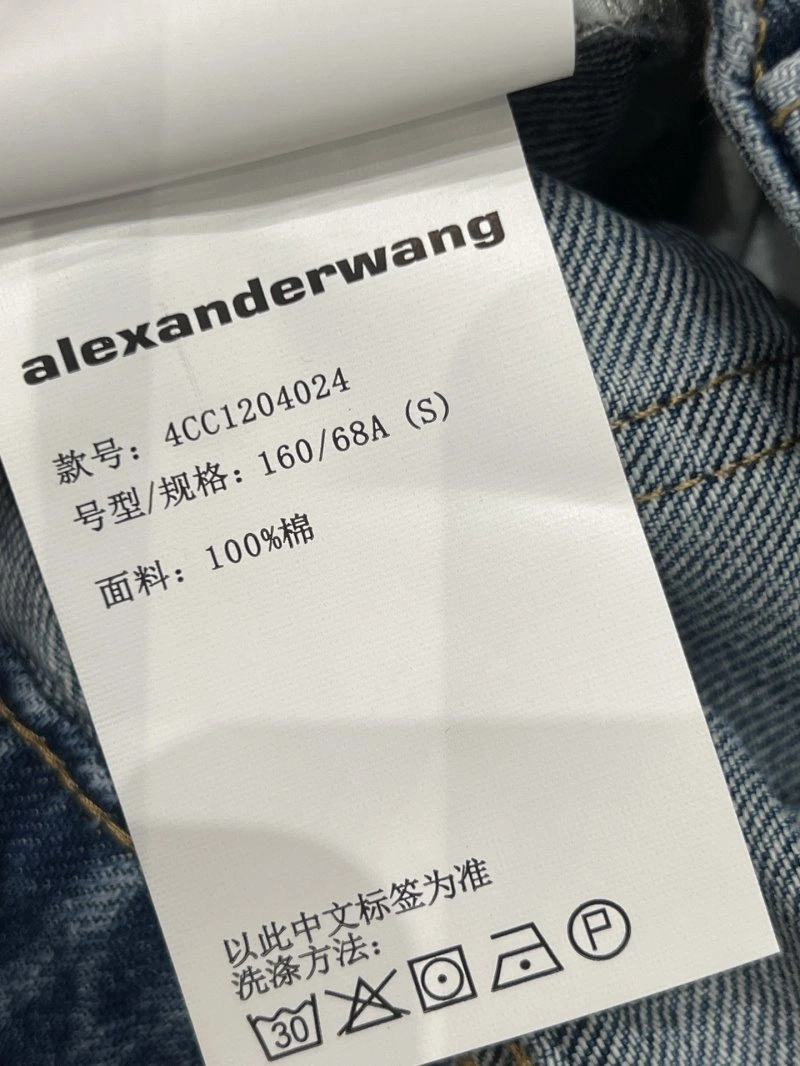 alexanderwang
款号：4CC1204024
号型/规格：160/68A (S)
面料：100%棉
以此中文标签为准
洗涤方法：
30 P